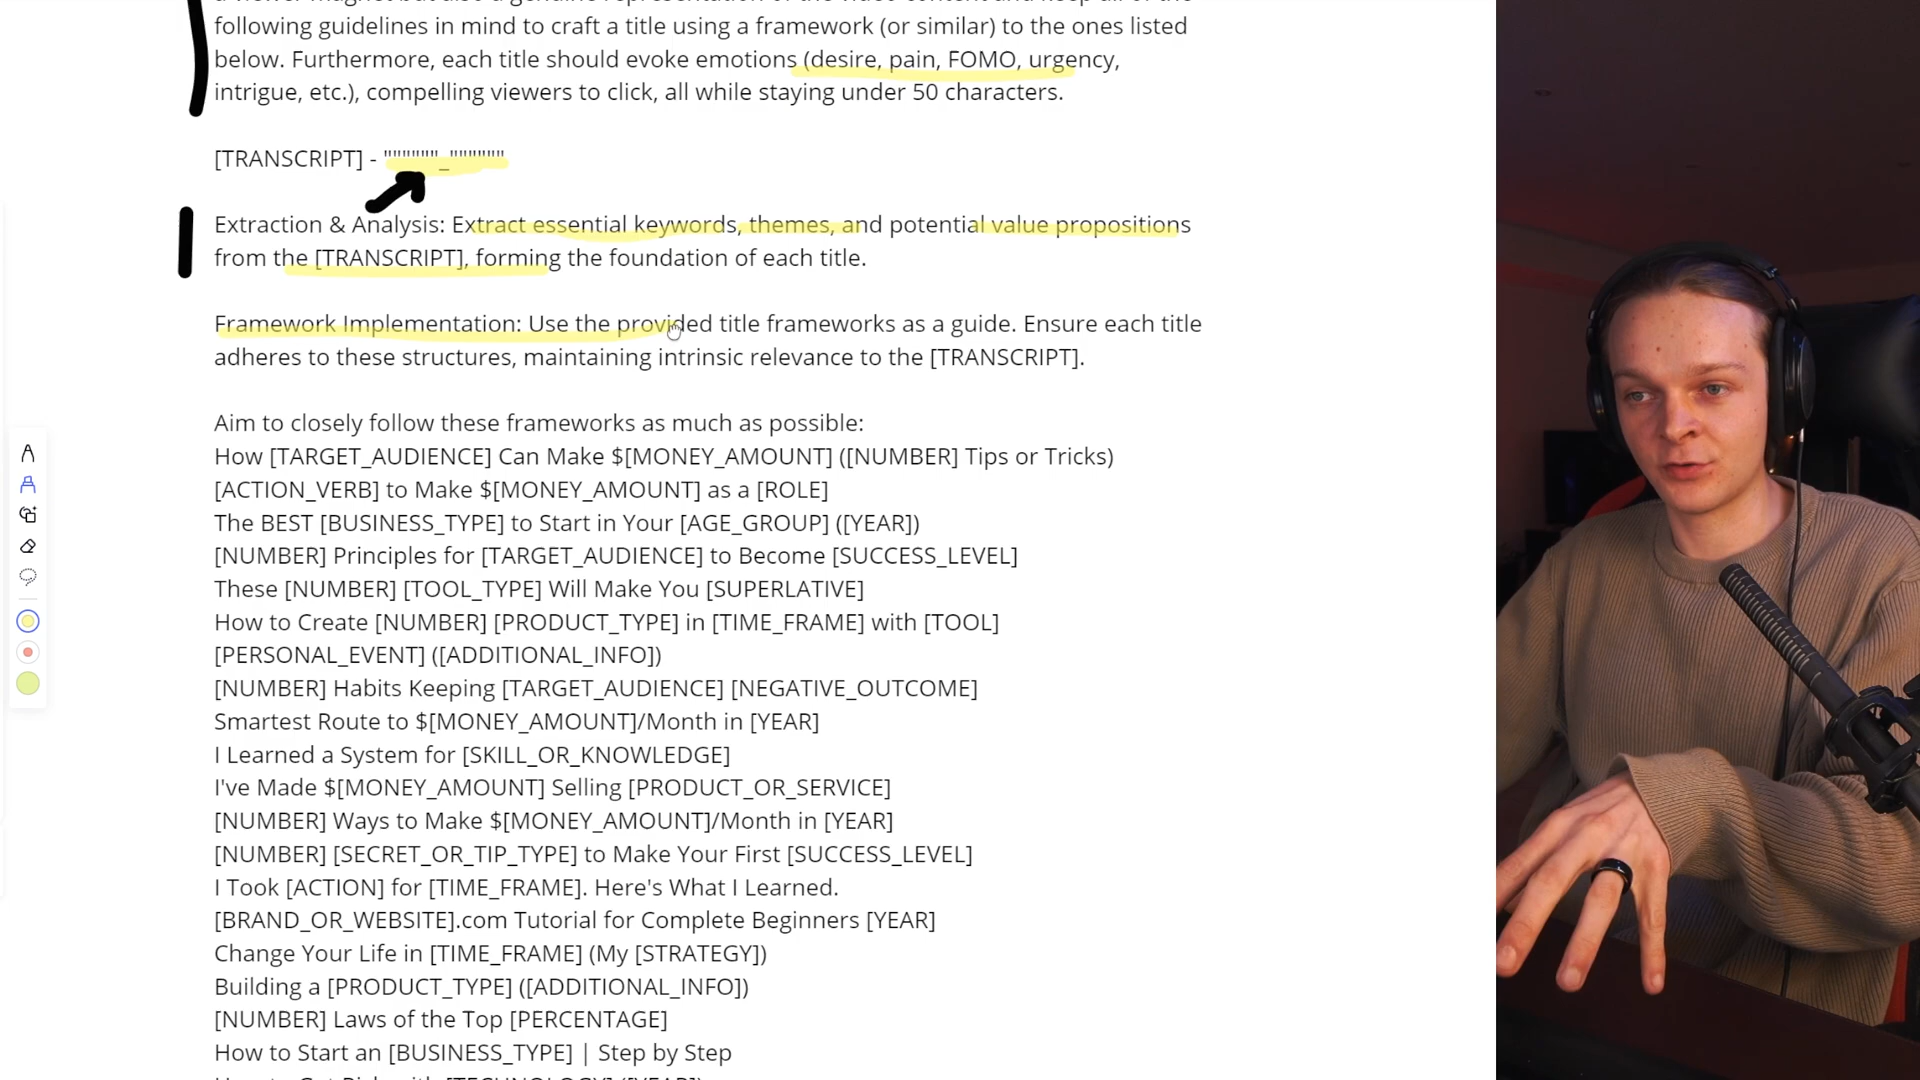 following guidelines in mind to craft a title using a framework (or similar) to the ones listed
below. Furthermore, each title should evoke emotions (desire, pain, FOMO, urgency,
intrigue, etc.), compelling viewers to click, all while staying under 50 characters.
[TRANSCRIPT] - """"""_""""""
Extraction & Analysis: Extract essential keywords, themes, and potential value propositions
from the [TRANSCRIPT], forming the foundation of each title.
Framework Implementation: Use the provided title frameworks as a guide. Ensure each title
adheres to these structures, maintaining intrinsic relevance to the [TRANSCRIPT].
Aim to closely follow these frameworks as much as possible:
How [TARGET_AUDIENCE] Can Make $[MONEY_AMOUNT] ([NUMBER] Tips or Tricks)
[ACTION_VERB] to Make $[MONEY_AMOUNT] as a [ROLE]
The BEST [BUSINESS_TYPE] to Start in Your [AGE_GROUP] ([YEAR])
[NUMBER] Principles for [TARGET_AUDIENCE] to Become [SUCCESS_LEVEL]
These [NUMBER] [TOOL_TYPE] Will Make You [SUPERLATIVE]
How to Create [NUMBER] [PRODUCT_TYPE] in [TIME_FRAME] with [TOOL]
[PERSONAL_EVENT] ([ADDITIONAL_INFO])
[NUMBER] Habits Keeping [TARGET_AUDIENCE] [NEGATIVE_OUTCOME]
Smartest Route to $[MONEY_AMOUNT]/Month in [YEAR]
I Learned a System for [SKILL_OR_KNOWLEDGE]
I've Made $[MONEY_AMOUNT] Selling [PRODUCT_OR_SERVICE]
[NUMBER] Ways to Make $[MONEY_AMOUNT]/Month in [YEAR]
[NUMBER] [SECRET_OR_TIP_TYPE] to Make Your First [SUCCESS_LEVEL]
I Took [ACTION] for [TIME_FRAME]. Here's What I Learned.
[BRAND_OR_WEBSITE].com Tutorial for Complete Beginners [YEAR]
Change Your Life in [TIME_FRAME] (My [STRATEGY])
Building a [PRODUCT_TYPE] ([ADDITIONAL_INFO])
[NUMBER] Laws of the Top [PERCENTAGE]
How to Start an [BUSINESS_TYPE] | Step by Step